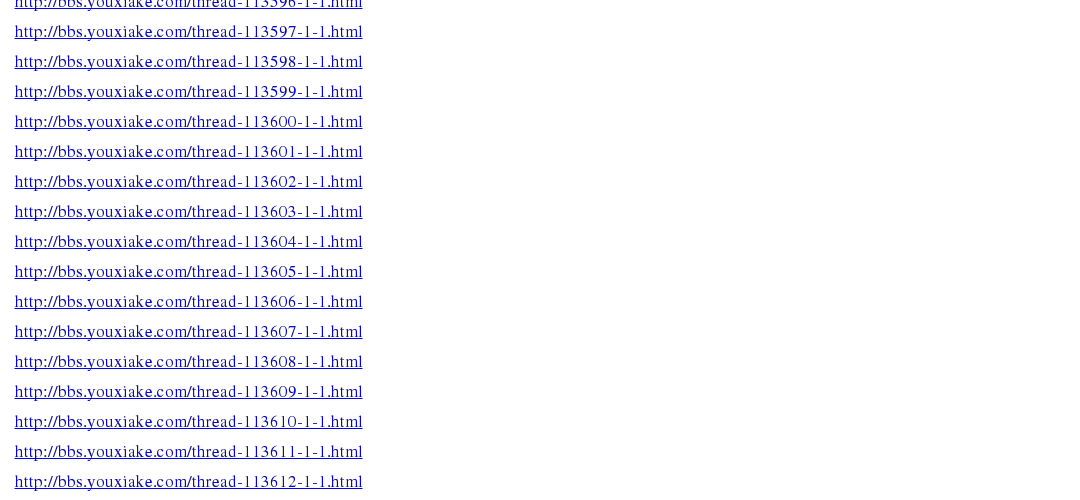 http://bbs.youxiake.com/thread-113596-1-1.html
http://bbs.youxiake.com/thread-113597-1-1.html
http://bbs.youxiake.com/thread-113598-1-1.html
http://bbs.youxiake.com/thread-113599-1-1.html
http://bbs.youxiake.com/thread-113600-1-1.html
http://bbs.youxiake.com/thread-113601-1-1.html
http://bbs.youxiake.com/thread-113602-1-1.html
http://bbs.youxiake.com/thread-113603-1-1.html
http://bbs.youxiake.com/thread-113604-1-1.html
http://bbs.youxiake.com/thread-113605-1-1.html
http://bbs.youxiake.com/thread-113606-1-1.html
http://bbs.youxiake.com/thread-113607-1-1.html
http://bbs.youxiake.com/thread-113608-1-1.html
http://bbs.youxiake.com/thread-113609-1-1.html
http://bbs.youxiake.com/thread-113610-1-1.html
http://bbs.youxiake.com/thread-113611-1-1.html
http://bbs.youxiake.com/thread-113612-1-1.html